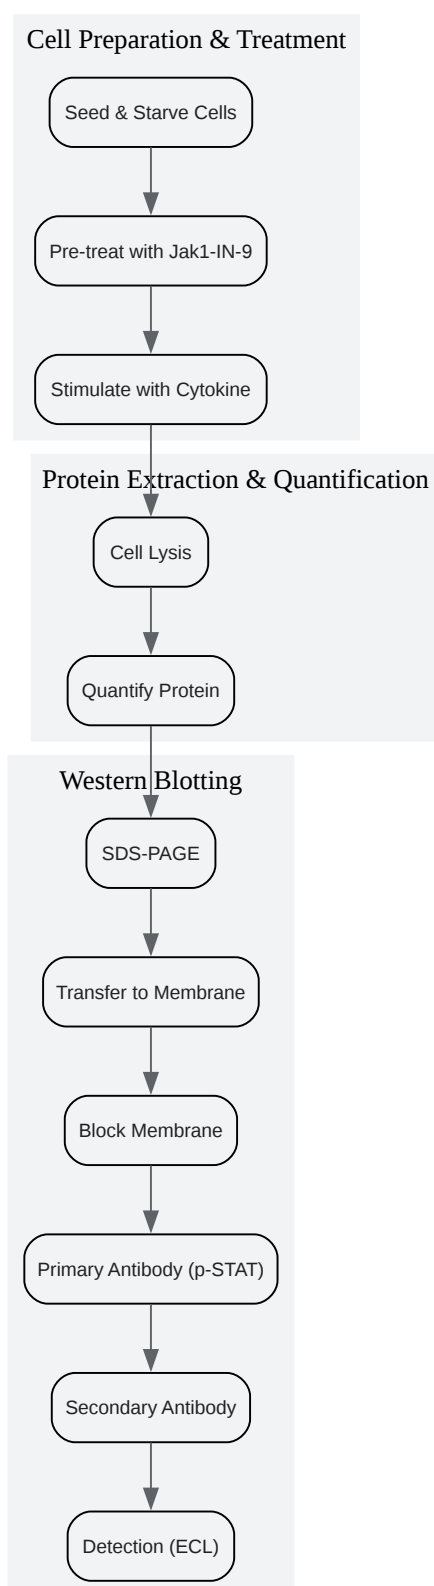 Cell Preparation & Treatment
Seed & Starve Cells
Pre-treat with Jak1-IN-9
Stimulate with Cytokine
Protein Extraction & Quantification
Cell Lysis
Quantify Protein
Western Blotting
SDS-PAGE
Transfer to Membrane
Block Membrane
Primary Antibody (p-STAT)
Secondary Antibody
Detection (ECL)